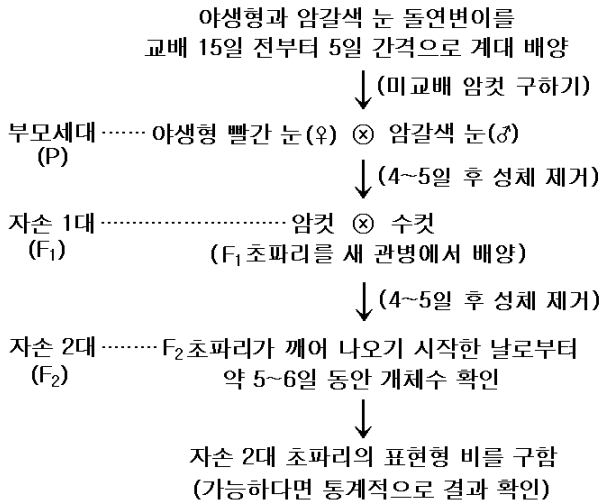 야생형과 암갈색 눈 돌연변이를
교배 15일 전부터 5일 간격으로 계대 배양
(미교배 암컷 구하기)
부모세대 ······· 야생형 빨간 눈(♀) ⊗ 암갈색 눈(♂)
(P)
(4~5일 후 성체 제거)
자손 1대 ···························· 암컷 ⊗ 수컷
(F₁) (F₁초파리를 새 관병에서 배양)
(4~5일 후 성체 제거)
자손 2대 ········· F₂초파리가 깨어 나오기 시작한 날로부터
(F₂) 약 5~6일 동안 개체수 확인
자손 2대 초파리의 표현형 비를 구함
(가능하다면 통계적으로 결과 확인)